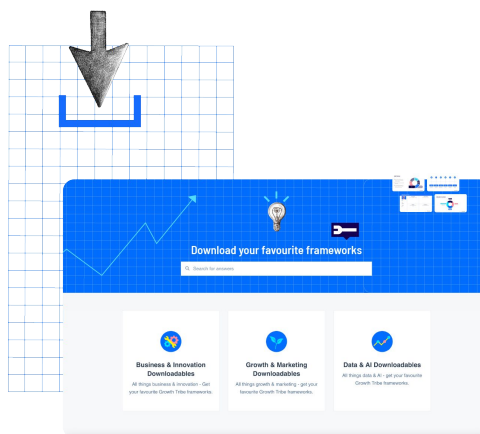 Download your favourite frameworks
Search for answers
Business & Innovation
Downloadables
All things business & innovation - Get
your favourite Growth Tribe frameworks.
Growth & Marketing
Downloadables
All things growth & marketing - get your
favourite Growth Tribe frameworks.
Data & AI Downloadables
All things data & AI - get your favourite
Growth Tribe frameworks.